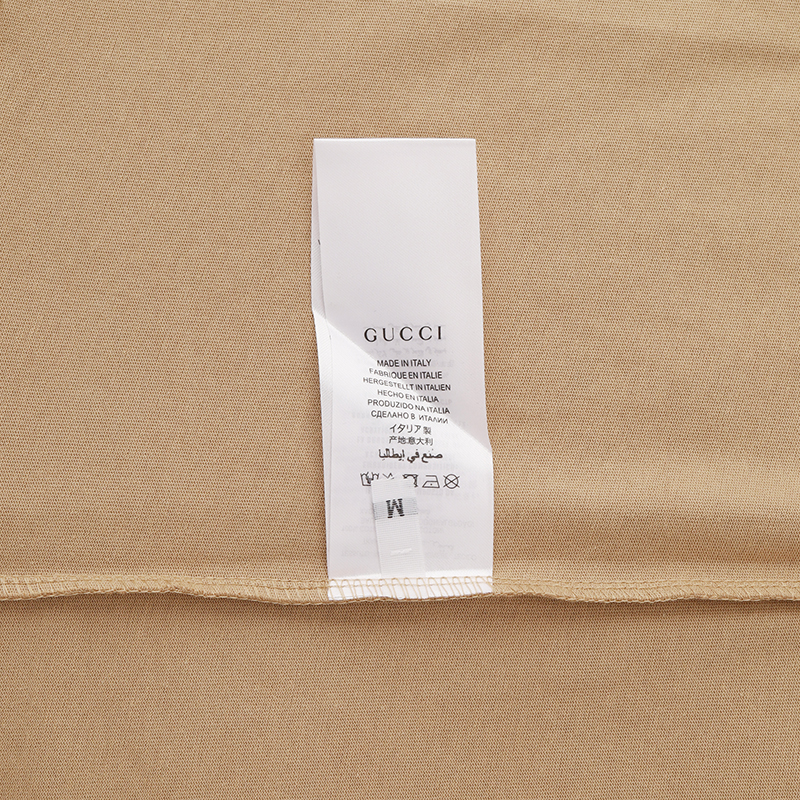 GUCCI
MADE IN ITALY
FABRIQUE EN ITALIE
HERGESTELLT IN ITALIEN
HECHO EN ITALIA
PRODUZIDO NA ITALIA
СДЕЛАНО В ИТАЛИИ
イタリア製
产地:意大利
صنع في إيطاليا
M